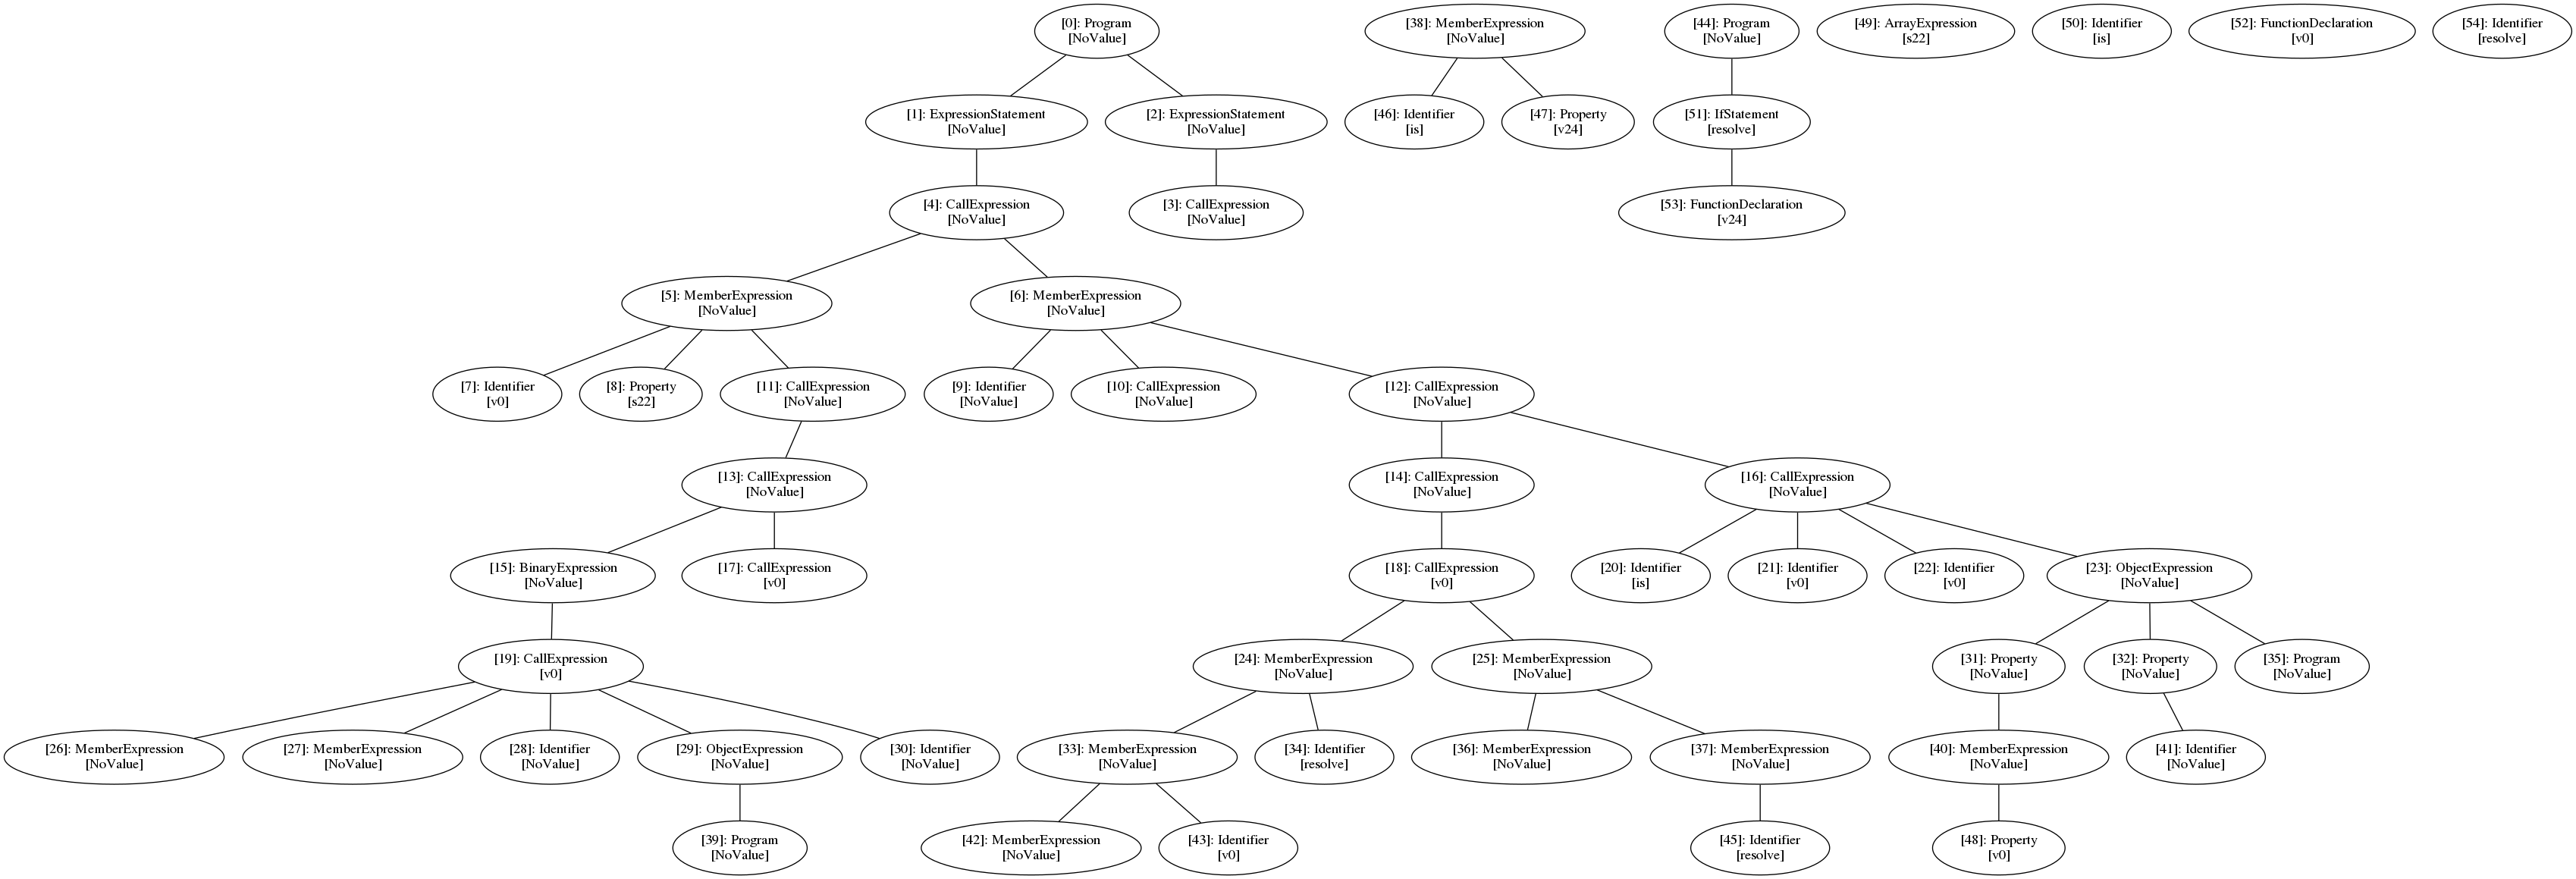 [0]: Program
[NoValue]
[38]: MemberExpression
[NoValue]
[44]: Program
[NoValue]
[49]: ArrayExpression
[s22]
[50]: Identifier
[is]
[52]: FunctionDeclaration
[v0]
[54]: Identifier
[resolve]
[1]: ExpressionStatement
[NoValue]
[2]: ExpressionStatement
[NoValue]
[46]: Identifier
[is]
[47]: Property
[v24]
[51]: IfStatement
[resolve]
[4]: CallExpression
[NoValue]
[3]: CallExpression
[NoValue]
[53]: FunctionDeclaration
[v24]
[5]: MemberExpression
[NoValue]
[6]: MemberExpression
[NoValue]
[7]: Identifier
[v0]
[8]: Property
[s22]
[11]: CallExpression
[NoValue]
[9]: Identifier
[NoValue]
[10]: CallExpression
[NoValue]
[12]: CallExpression
[NoValue]
[13]: CallExpression
[NoValue]
[14]: CallExpression
[NoValue]
[16]: CallExpression
[NoValue]
[15]: BinaryExpression
[NoValue]
[17]: CallExpression
[v0]
[18]: CallExpression
[v0]
[20]: Identifier
[is]
[21]: Identifier
[v0]
[22]: Identifier
[v0]
[23]: ObjectExpression
[NoValue]
[19]: CallExpression
[v0]
[24]: MemberExpression
[NoValue]
[25]: MemberExpression
[NoValue]
[31]: Property
[NoValue]
[32]: Property
[NoValue]
[35]: Program
[NoValue]
[26]: MemberExpression
[NoValue]
[27]: MemberExpression
[NoValue]
[28]: Identifier
[NoValue]
[29]: ObjectExpression
[NoValue]
[30]: Identifier
[NoValue]
[33]: MemberExpression
[NoValue]
[34]: Identifier
[resolve]
[36]: MemberExpression
[NoValue]
[37]: MemberExpression
[NoValue]
[40]: MemberExpression
[NoValue]
[41]: Identifier
[NoValue]
[39]: Program
[NoValue]
[42]: MemberExpression
[NoValue]
[43]: Identifier
[v0]
[45]: Identifier
[resolve]
[48]: Property
[v0]